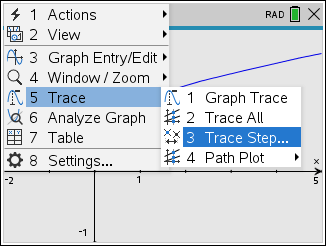 RAD
1 Actions
2 View
3 Graph Entry/Edit
4 Window / Zoom
5 Trace
6 Analyze Graph
7 Table
8 Settings...
1 Graph Trace
2 Trace All
3 Trace Step...
4 Path Plot
-2
5
-1